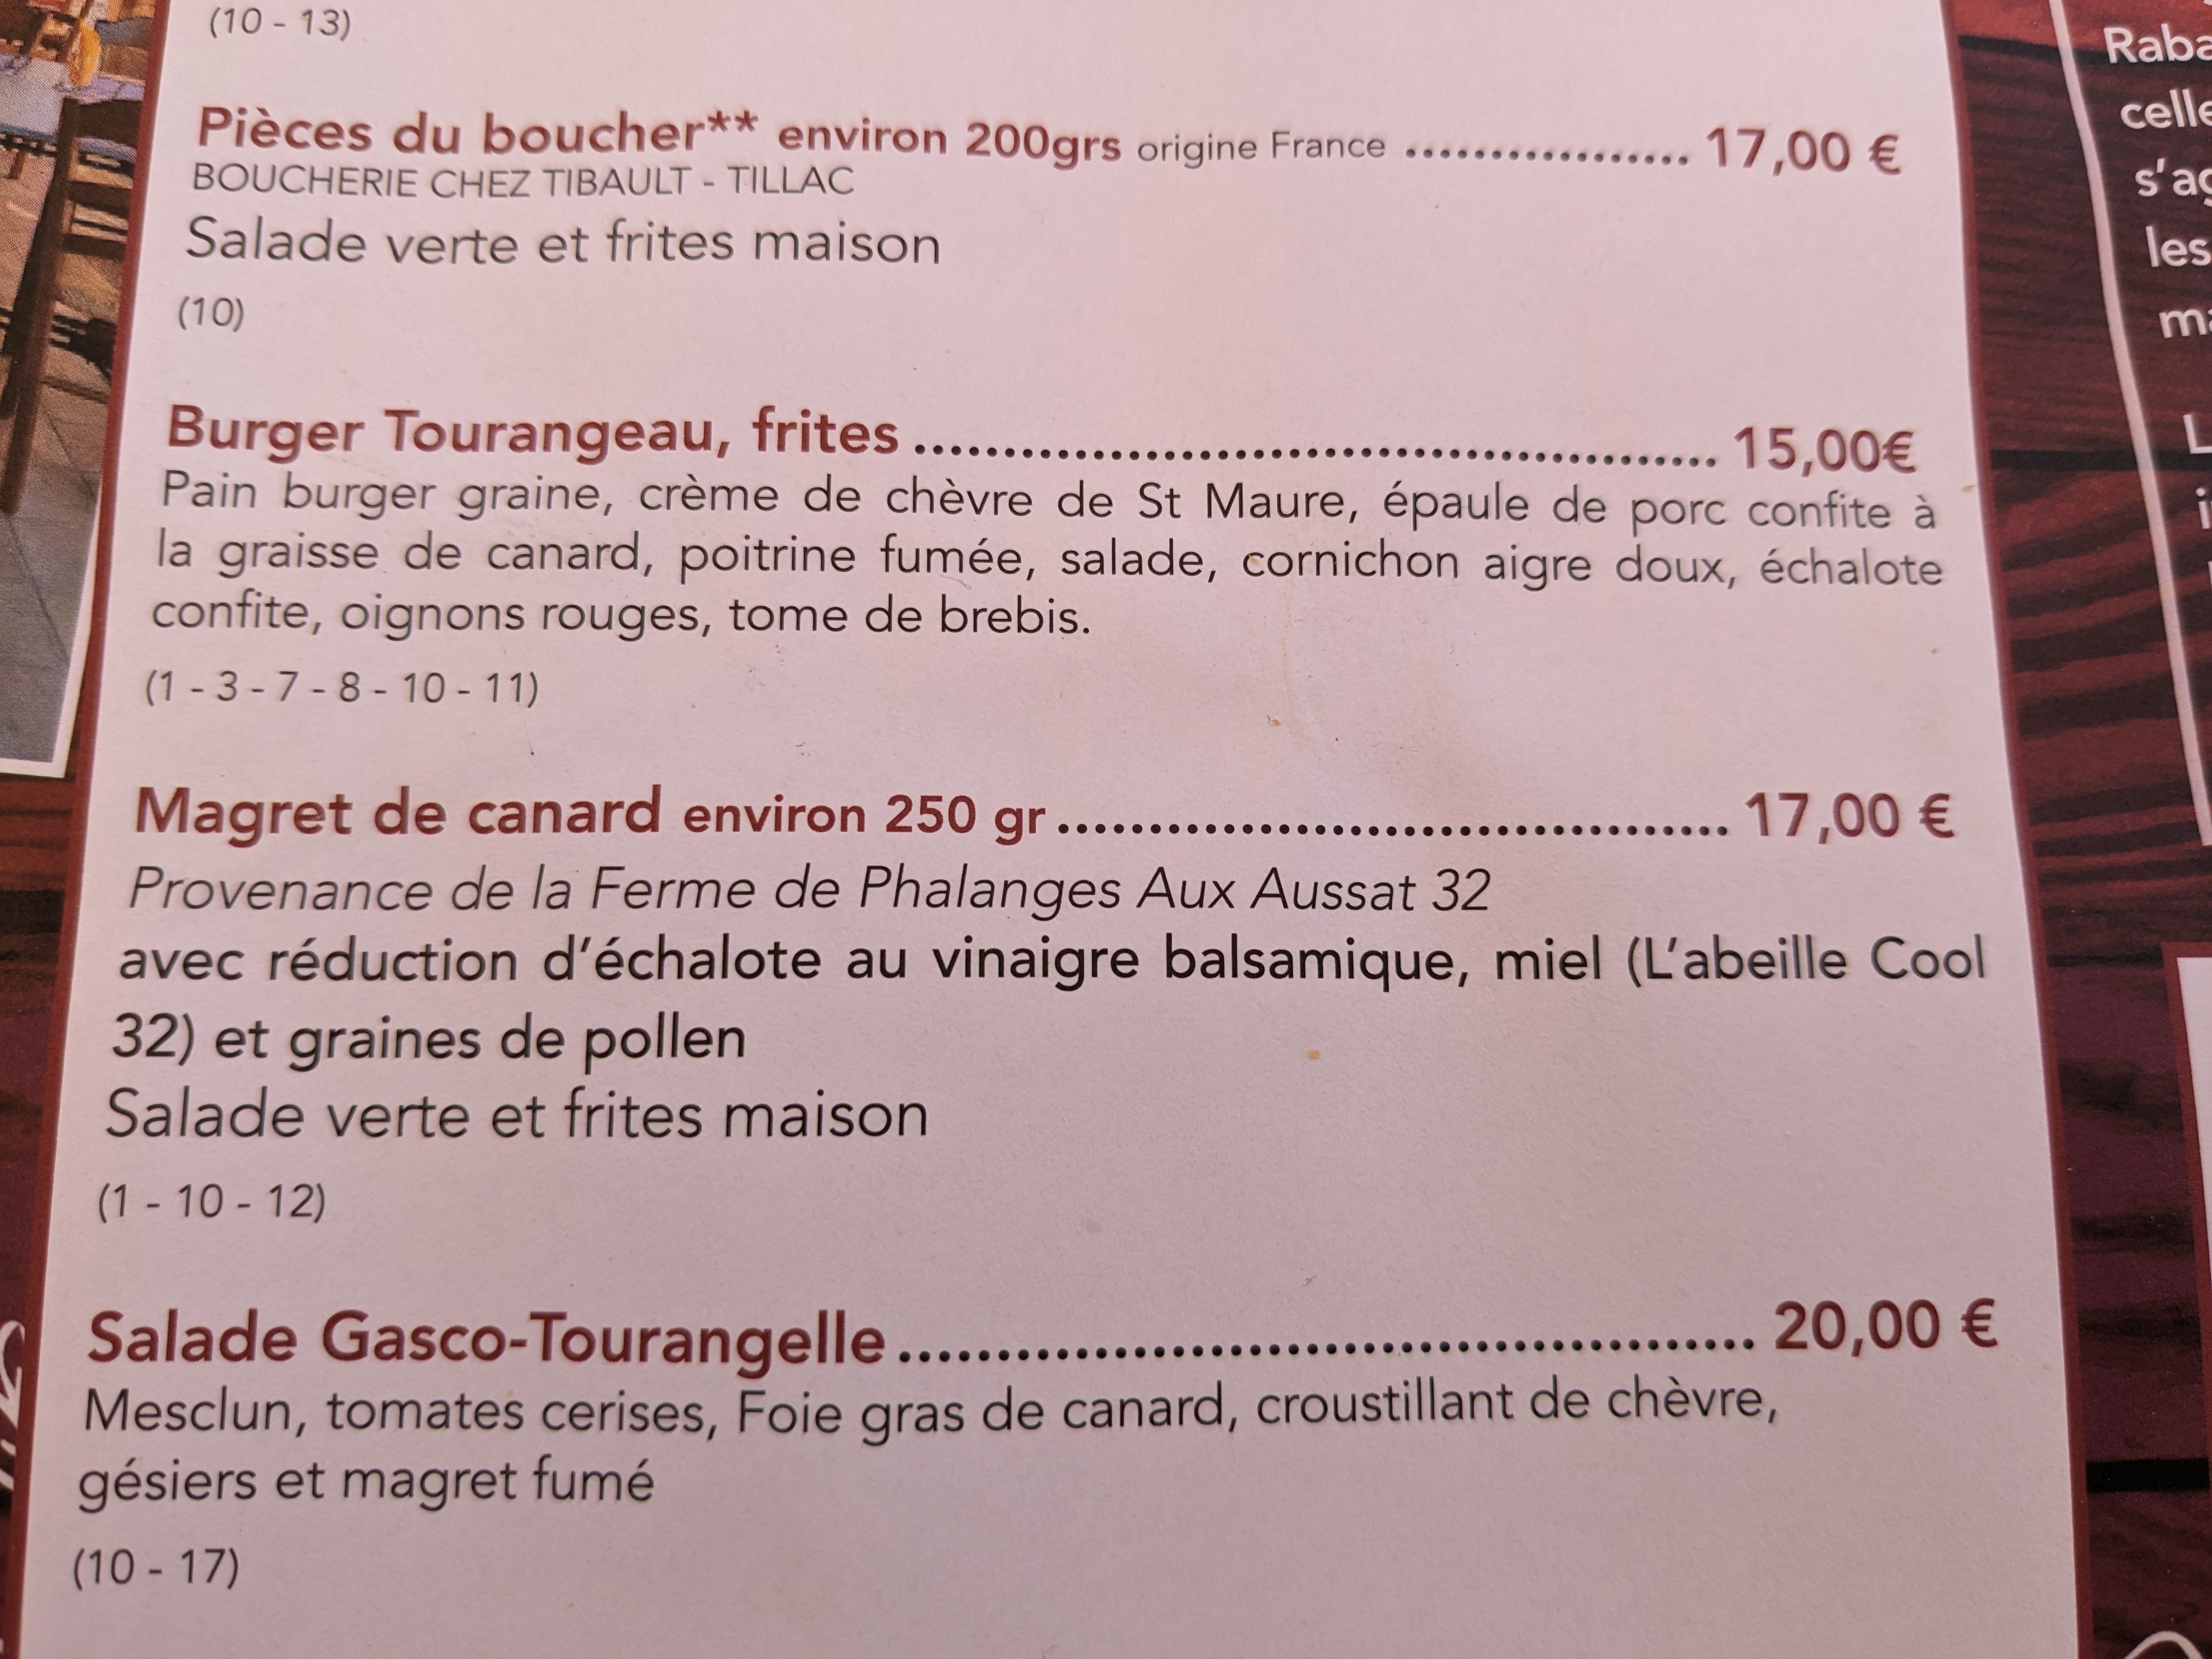 (10 - 13)
Pièces du boucher** environ 200grs origine France ................. 17,00 €
BOUCHERIE CHEZ TIBAULT - TILLAC
Salade verte et frites maison
(10)
Burger Tourangeau, frites ................................................... 15,00€
Pain burger graine, crème de chèvre de St Maure, épaule de porc confite à
la graisse de canard, poitrine fumée, salade, cornichon aigre doux, échalote
confite, oignons rouges, tome de brebis.
(1 - 3 - 7 - 8 - 10 - 11)
Magret de canard environ 250 gr ....................................... 17,00 €
Provenance de la Ferme de Phalanges Aux Aussat 32
avec réduction d'échalote au vinaigre balsamique, miel (L'abeille Cool
32) et graines de pollen
Salade verte et frites maison
(1 - 10 - 12)
Salade Gasco-Tourangelle ............................................. 20,00 €
Mesclun, tomates cerises, Foie gras de canard, croustillant de chèvre,
gésiers et magret fumé
(10 - 17)
les